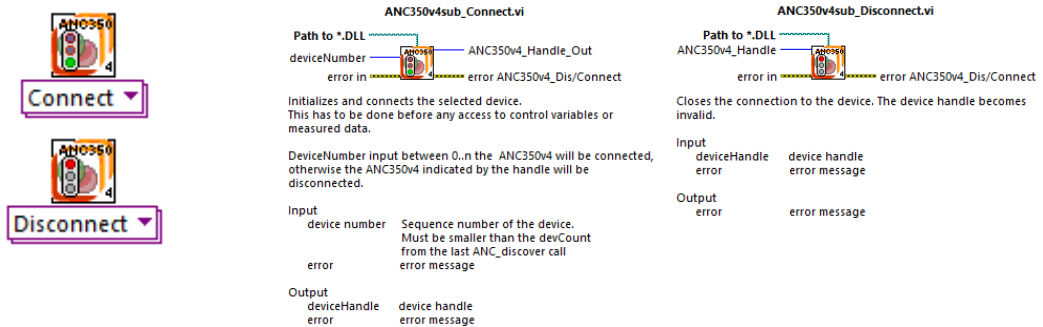 ANC350
4
Connect
ANC350
4
Disconnect
ANC350v4sub_Connect.vi
Path to *.DLL
deviceNumber
error in
ANC350
4
ANC350v4_Handle_Out
error ANC350v4_Dis/Connect
Initializes and connects the selected device.
This has to be done before any access to control variables or
measured data.
DeviceNumber input between 0..n the ANC350v4 will be connected,
otherwise the ANC350v4 indicated by the handle will be
disconnected.
Input
device number Sequence number of the device.
Must be smaller than the devCount
from the last ANC_discover call
error error message
Output
deviceHandle device handle
error error message
ANC350v4sub_Disconnect.vi
Path to *.DLL
ANC350v4_Handle
error in
ANC350
4
error ANC350v4_Dis/Connect
Closes the connection to the device. The device handle becomes
invalid.
Input
deviceHandle device handle
error error message
Output
error error message